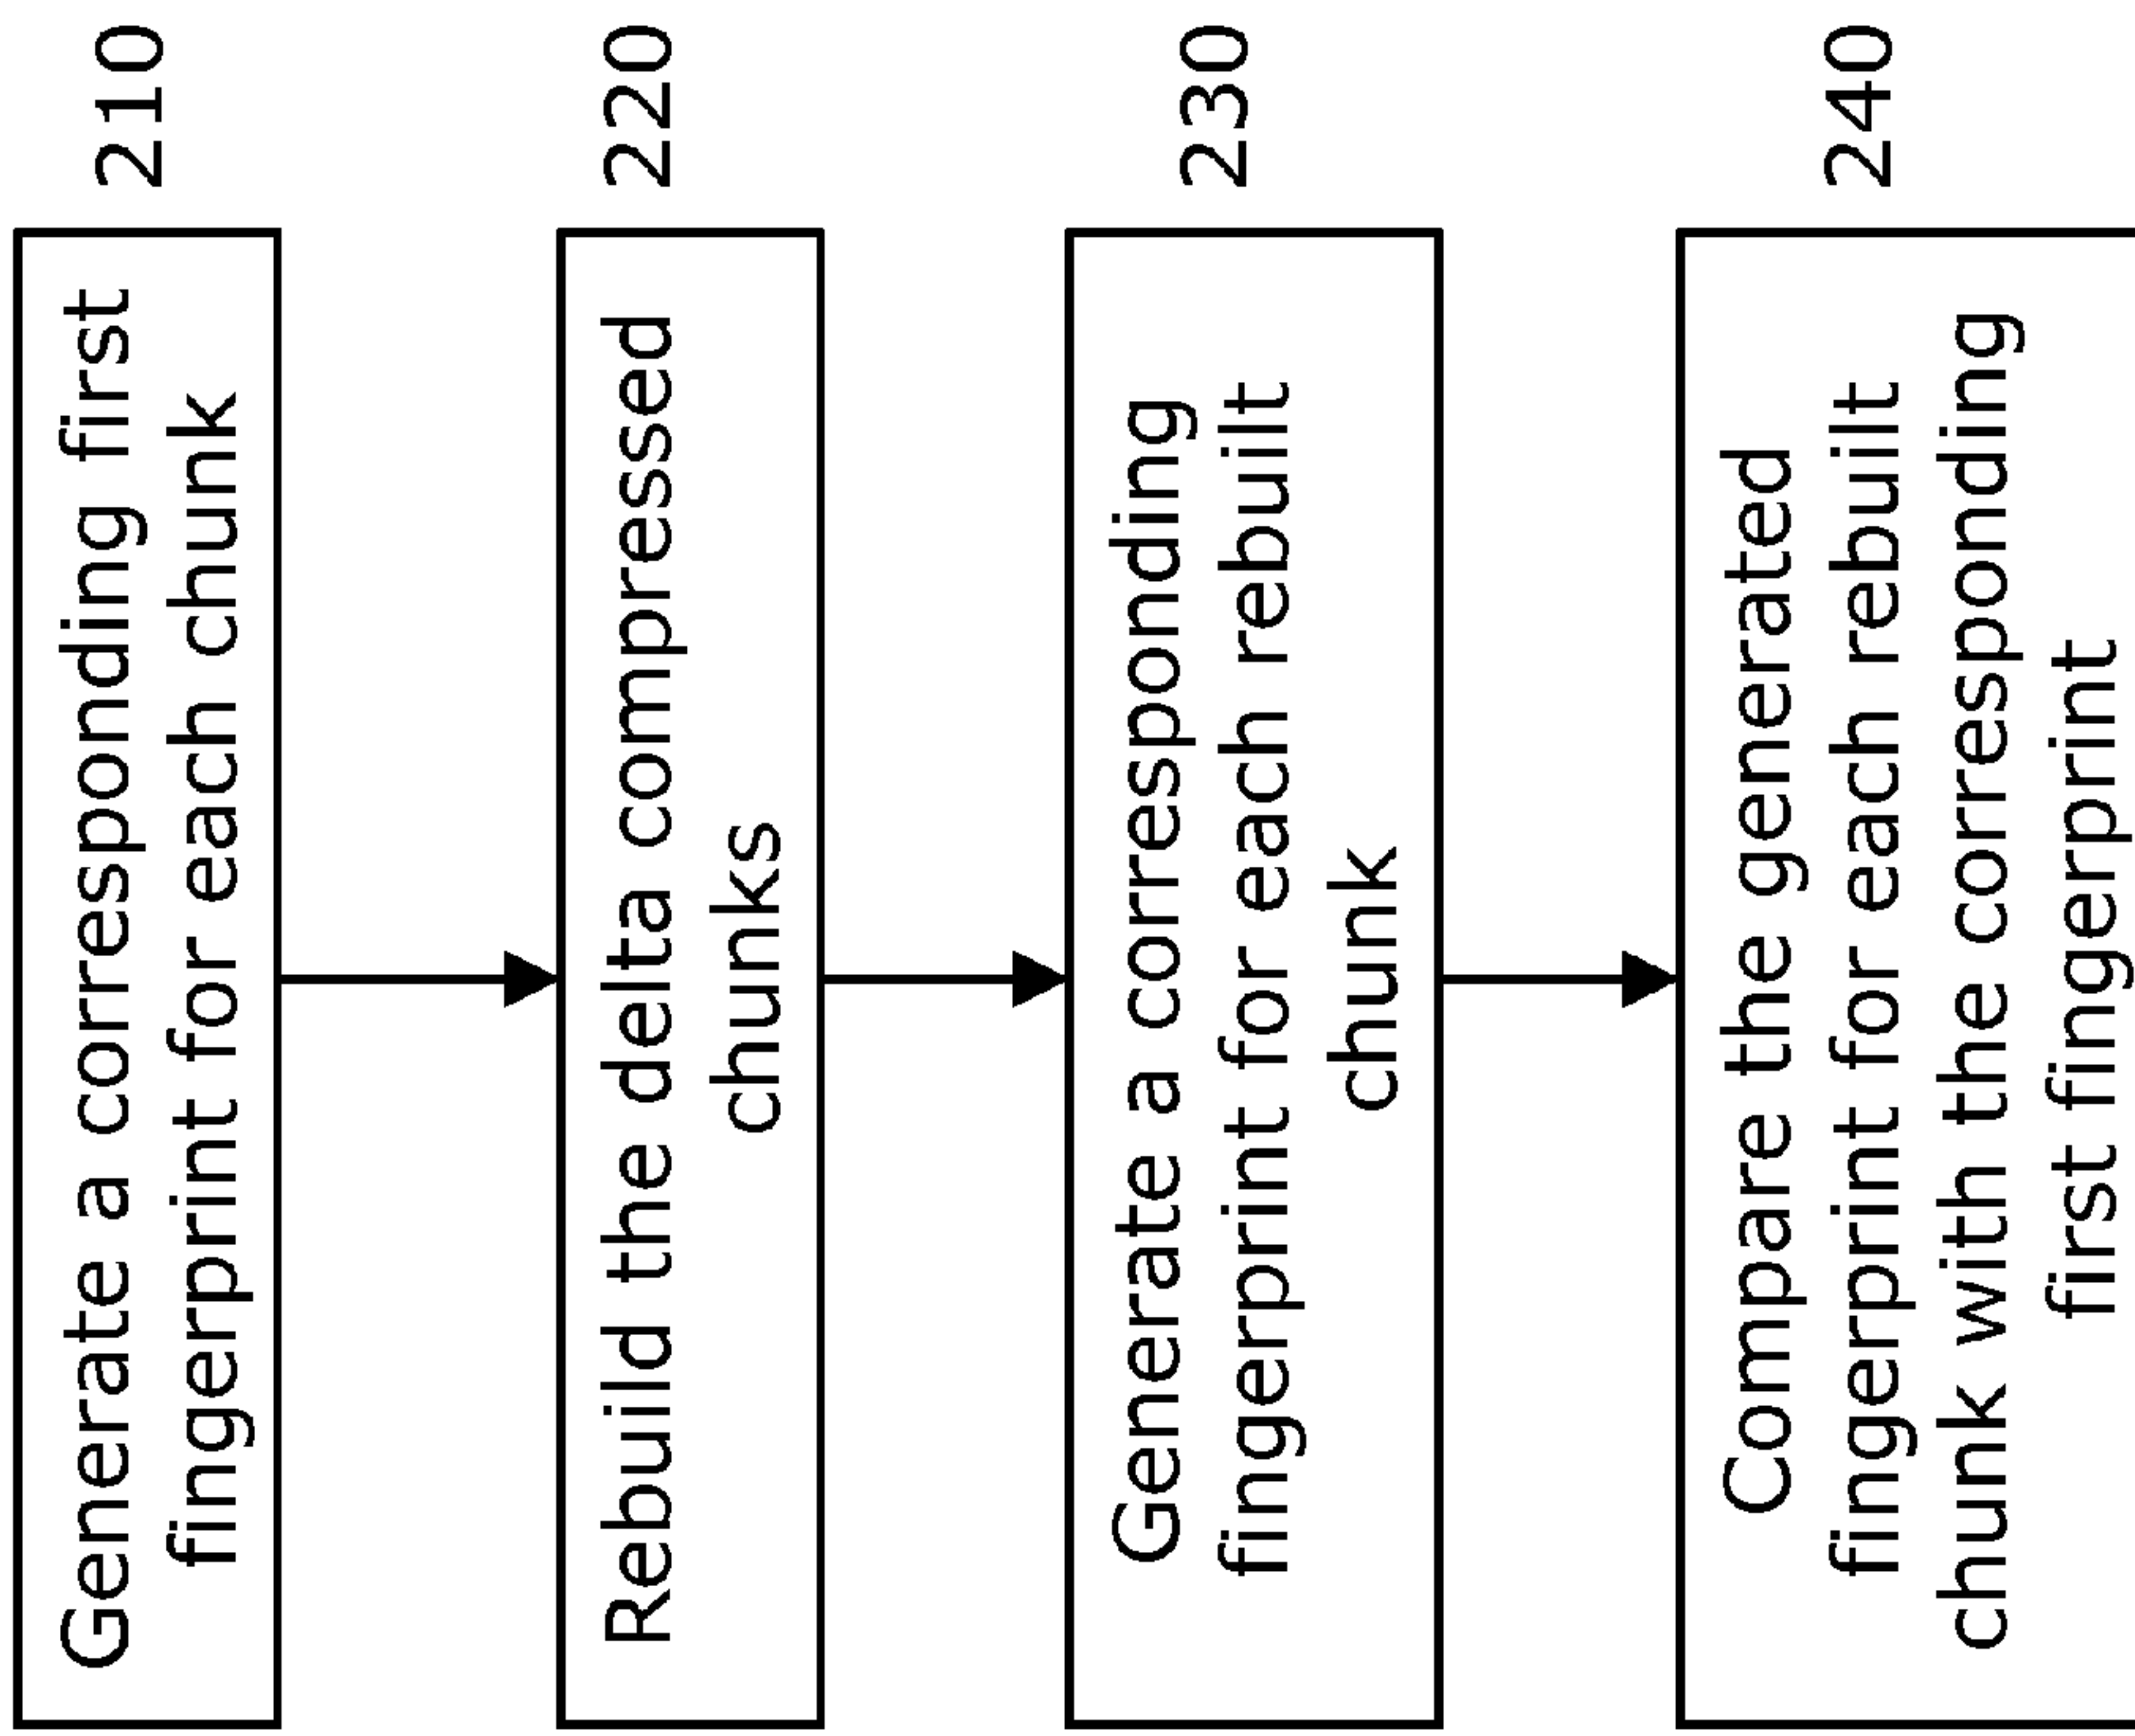 Generate a corresponding first
fingerprint for each chunk
210
Rebuild the delta compressed
chunks
220
Generate a corresponding
fingerprint for each rebuilt
chunk
230
Compare the generated
fingerprint for each rebuilt
chunk with the corresponding
first fingerprint
240